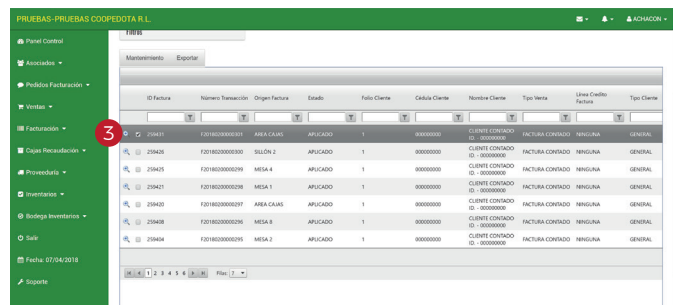 PRUEBAS-PRUEBAS COOPEDOTA R.L.
ACHACON
Panel Control
Asociados
Pedidos Facturación
Ventas
Facturación
Cajas Recaudación
Proveeduría
Inventarios
Bodega Inventarios
Salir
Fecha: 07/04/2018
Soporte
Filtros
Mantenimiento Exportar
ID Factura Número Transacción Origen Factura Estado Folio Cliente Cédula Cliente Nombre Cliente Tipo Venta Línea Credito Factura Tipo Cliente
3
259431 F20180200000301 AREA CAJAS APLICADO 1 000000000 CLIENTE CONTADO ID. - 000000000 FACTURA CONTADO NINGUNA GENERAL
259426 F20180200000300 SILLÓN 2 APLICADO 1 000000000 CLIENTE CONTADO ID. - 000000000 FACTURA CONTADO NINGUNA GENERAL
259425 F20180200000299 MESA 4 APLICADO 1 000000000 CLIENTE CONTADO ID. - 000000000 FACTURA CONTADO NINGUNA GENERAL
259421 F20180200000298 MESA 1 APLICADO 1 000000000 CLIENTE CONTADO ID. - 000000000 FACTURA CONTADO NINGUNA GENERAL
259420 F20180200000297 AREA CAJAS APLICADO 1 000000000 CLIENTE CONTADO ID. - 000000000 FACTURA CONTADO NINGUNA GENERAL
259408 F20180200000296 MESA 8 APLICADO 1 000000000 CLIENTE CONTADO ID. - 000000000 FACTURA CONTADO NINGUNA GENERAL
259404 F20180200000295 MESA 2 APLICADO 1 000000000 CLIENTE CONTADO ID. - 000000000 FACTURA CONTADO NINGUNA GENERAL
1 2 3 4 5 6 Filas: 7